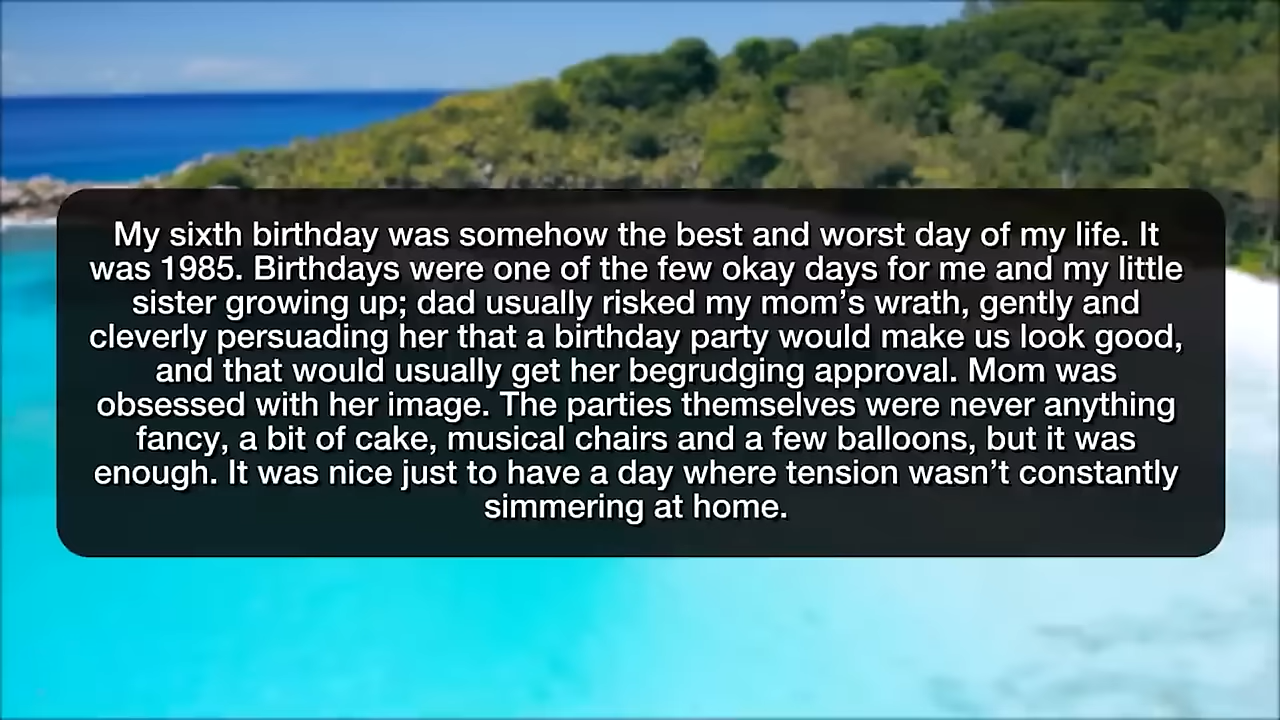 My sixth birthday was somehow the best and worst day of my life. It
was 1985. Birthdays were one of the few okay days for me and my little
sister growing up; dad usually risked my mom’s wrath, gently and
cleverly persuading her that a birthday party would make us look good,
and that would usually get her begrudging approval. Mom was
obsessed with her image. The parties themselves were never anything
fancy, a bit of cake, musical chairs and a few balloons, but it was
enough. It was nice just to have a day where tension wasn’t constantly
simmering at home.